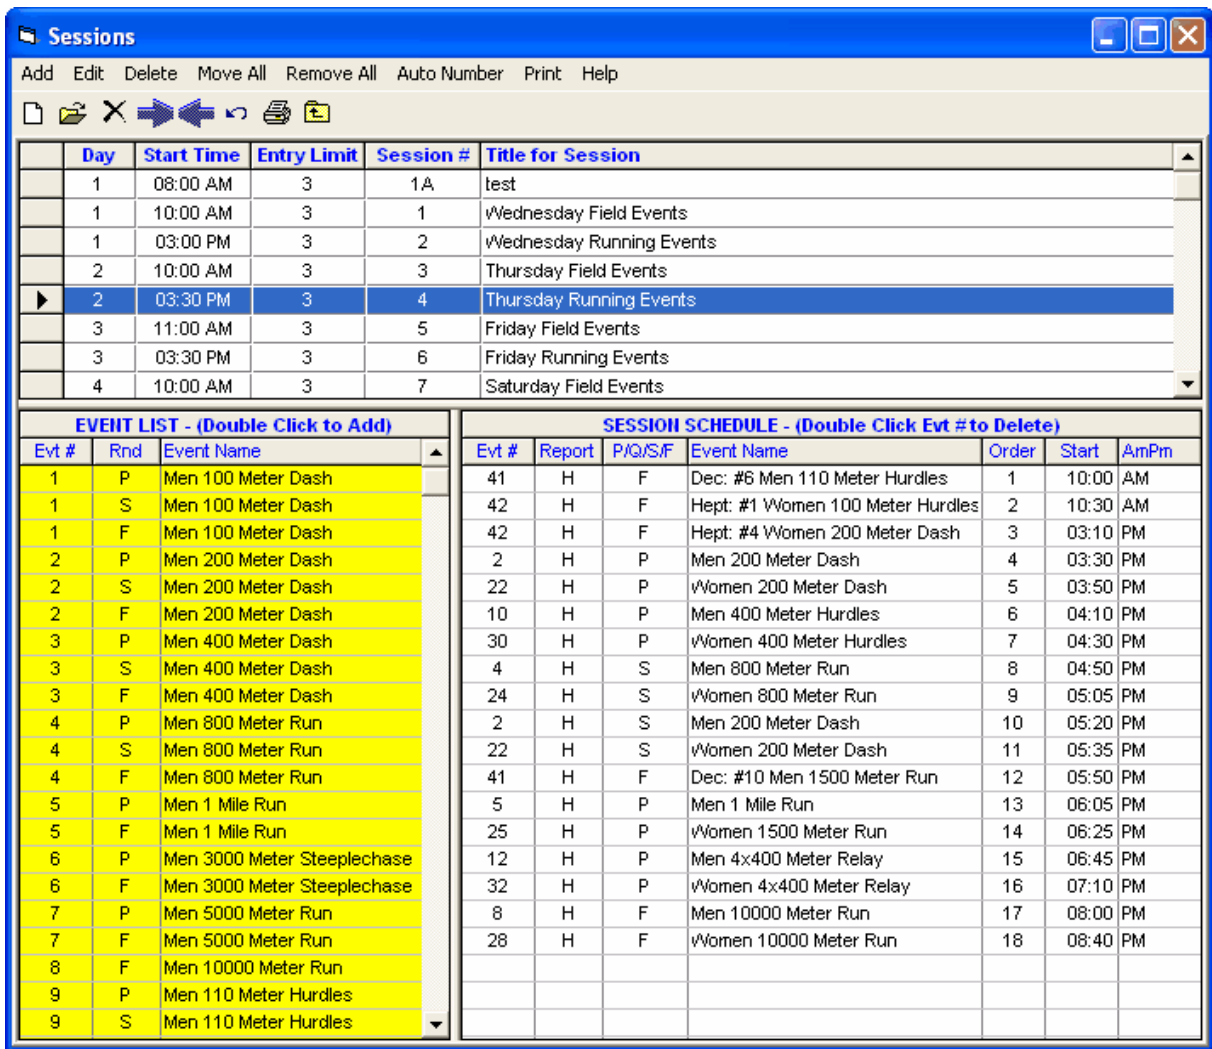 Sessions
Add Edit Delete Move All Remove All Auto Number Print Help
Day Start Time Entry Limit Session # Title for Session
1 08:00 AM 3 1A test
1 10:00 AM 3 1 Wednesday Field Events
1 03:00 PM 3 2 Wednesday Running Events
2 10:00 AM 3 3 Thursday Field Events
2 03:30 PM 3 4 Thursday Running Events
3 11:00 AM 3 5 Friday Field Events
3 03:30 PM 3 6 Friday Running Events
4 10:00 AM 3 7 Saturday Field Events
EVENT LIST - (Double Click to Add)
Evt # Rnd Event Name
1 P Men 100 Meter Dash
1 S Men 100 Meter Dash
1 F Men 100 Meter Dash
2 P Men 200 Meter Dash
2 S Men 200 Meter Dash
2 F Men 200 Meter Dash
3 P Men 400 Meter Dash
3 S Men 400 Meter Dash
3 F Men 400 Meter Dash
4 P Men 800 Meter Run
4 S Men 800 Meter Run
4 F Men 800 Meter Run
5 P Men 1 Mile Run
5 F Men 1 Mile Run
6 P Men 3000 Meter Steeplechase
6 F Men 3000 Meter Steeplechase
7 P Men 5000 Meter Run
7 F Men 5000 Meter Run
8 F Men 10000 Meter Run
9 P Men 110 Meter Hurdles
9 S Men 110 Meter Hurdles
SESSION SCHEDULE - (Double Click Evt # to Delete)
Evt # Report P/Q/S/F Event Name Order Start AmPm
41 H F Dec: #6 Men 110 Meter Hurdles 1 10:00 AM
42 H F Hept: #1 Women 100 Meter Hurdles 2 10:30 AM
42 H F Hept: #4 Women 200 Meter Dash 3 03:10 PM
2 H P Men 200 Meter Dash 4 03:30 PM
22 H P Women 200 Meter Dash 5 03:50 PM
10 H P Men 400 Meter Hurdles 6 04:10 PM
30 H P Women 400 Meter Hurdles 7 04:30 PM
4 H S Men 800 Meter Run 8 04:50 PM
24 H S Women 800 Meter Run 9 05:05 PM
2 H S Men 200 Meter Dash 10 05:20 PM
22 H S Women 200 Meter Dash 11 05:35 PM
41 H F Dec: #10 Men 1500 Meter Run 12 05:50 PM
5 H P Men 1 Mile Run 13 06:05 PM
25 H P Women 1500 Meter Run 14 06:25 PM
12 H P Men 4x400 Meter Relay 15 06:45 PM
32 H P Women 4x400 Meter Relay 16 07:10 PM
8 H F Men 10000 Meter Run 17 08:00 PM
28 H F Women 10000 Meter Run 18 08:40 PM